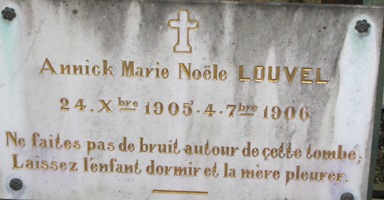 Annick Marie Noële LOUVEL
24. Xbre 1905. 4. 7bre 1906
Ne faites pas de bruit autour de cette tombe,
Laissez l'enfant dormir et la mère pleurer.